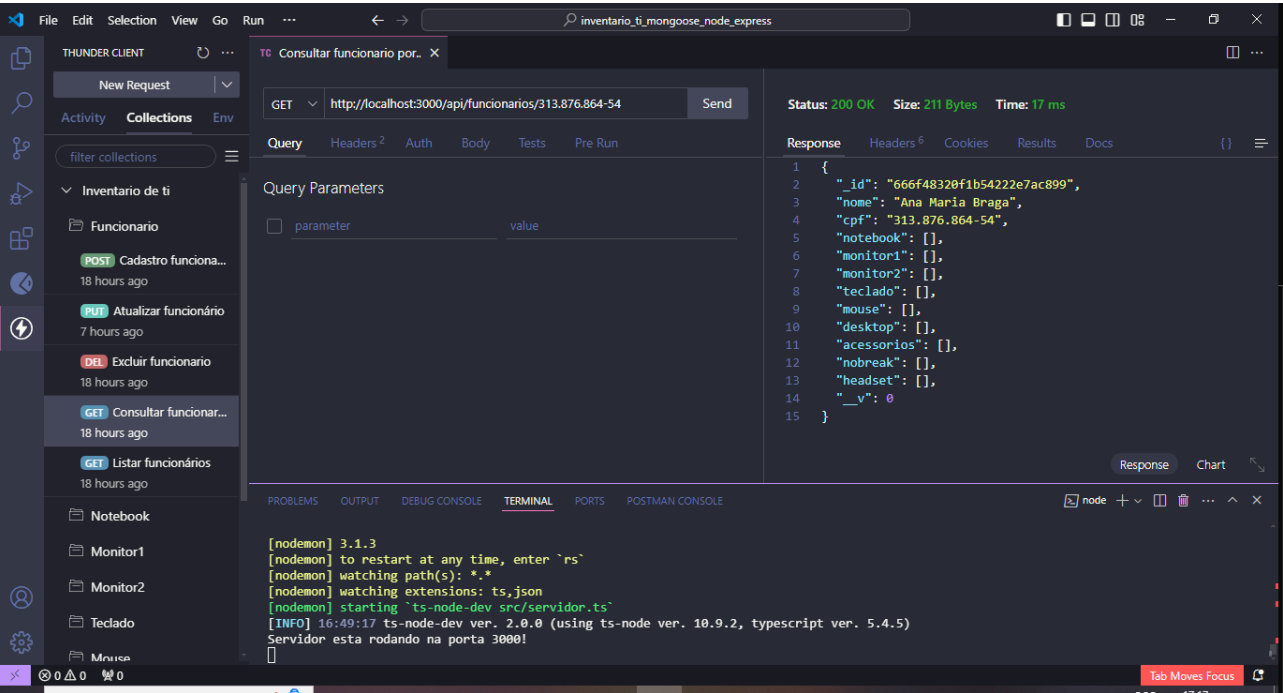 File Edit Selection View Go Run ··· ← → inventario_ti_mongoose_node_express
THUNDER CLIENT ···
New Request
Activity Collections Env
filter collections
Inventario de ti
Funcionario
POST Cadastro funciona...
18 hours ago
PUT Atualizar funcionário
7 hours ago
DEL Excluir funcionario
18 hours ago
GET Consultar funcionar...
18 hours ago
GET Listar funcionários
18 hours ago
Notebook
Monitor1
Monitor2
Teclado
Mouse
TC Consultar funcionario por.. ×
GET http://localhost:3000/api/funcionarios/313.876.864-54 Send
Query Headers 2 Auth Body Tests Pre Run
Query Parameters
parameter value
Status: 200 OK Size: 211 Bytes Time: 17 ms
Response Headers 6 Cookies Results Docs {}
1 {
2 "_id": "666f48320f1b54222e7ac899",
3 "nome": "Ana Maria Braga",
4 "cpf": "313.876.864-54",
5 "notebook": [],
6 "monitor1": [],
7 "monitor2": [],
8 "teclado": [],
9 "mouse": [],
10 "desktop": [],
11 "acessorios": [],
12 "nobreak": [],
13 "headset": [],
14 "__v": 0
15 }
Response Chart
PROBLEMS OUTPUT DEBUG CONSOLE TERMINAL PORTS POSTMAN CONSOLE node
[nodemon] 3.1.3
[nodemon] to restart at any time, enter `rs`
[nodemon] watching path(s): *.*
[nodemon] watching extensions: ts,json
[nodemon] starting `ts-node-dev src/servidor.ts`
[INFO] 16:49:17 ts-node-dev ver. 2.0.0 (using ts-node ver. 10.9.2, typescript ver. 5.4.5)
Servidor esta rodando na porta 3000!
0 0 0 Tab Moves Focus